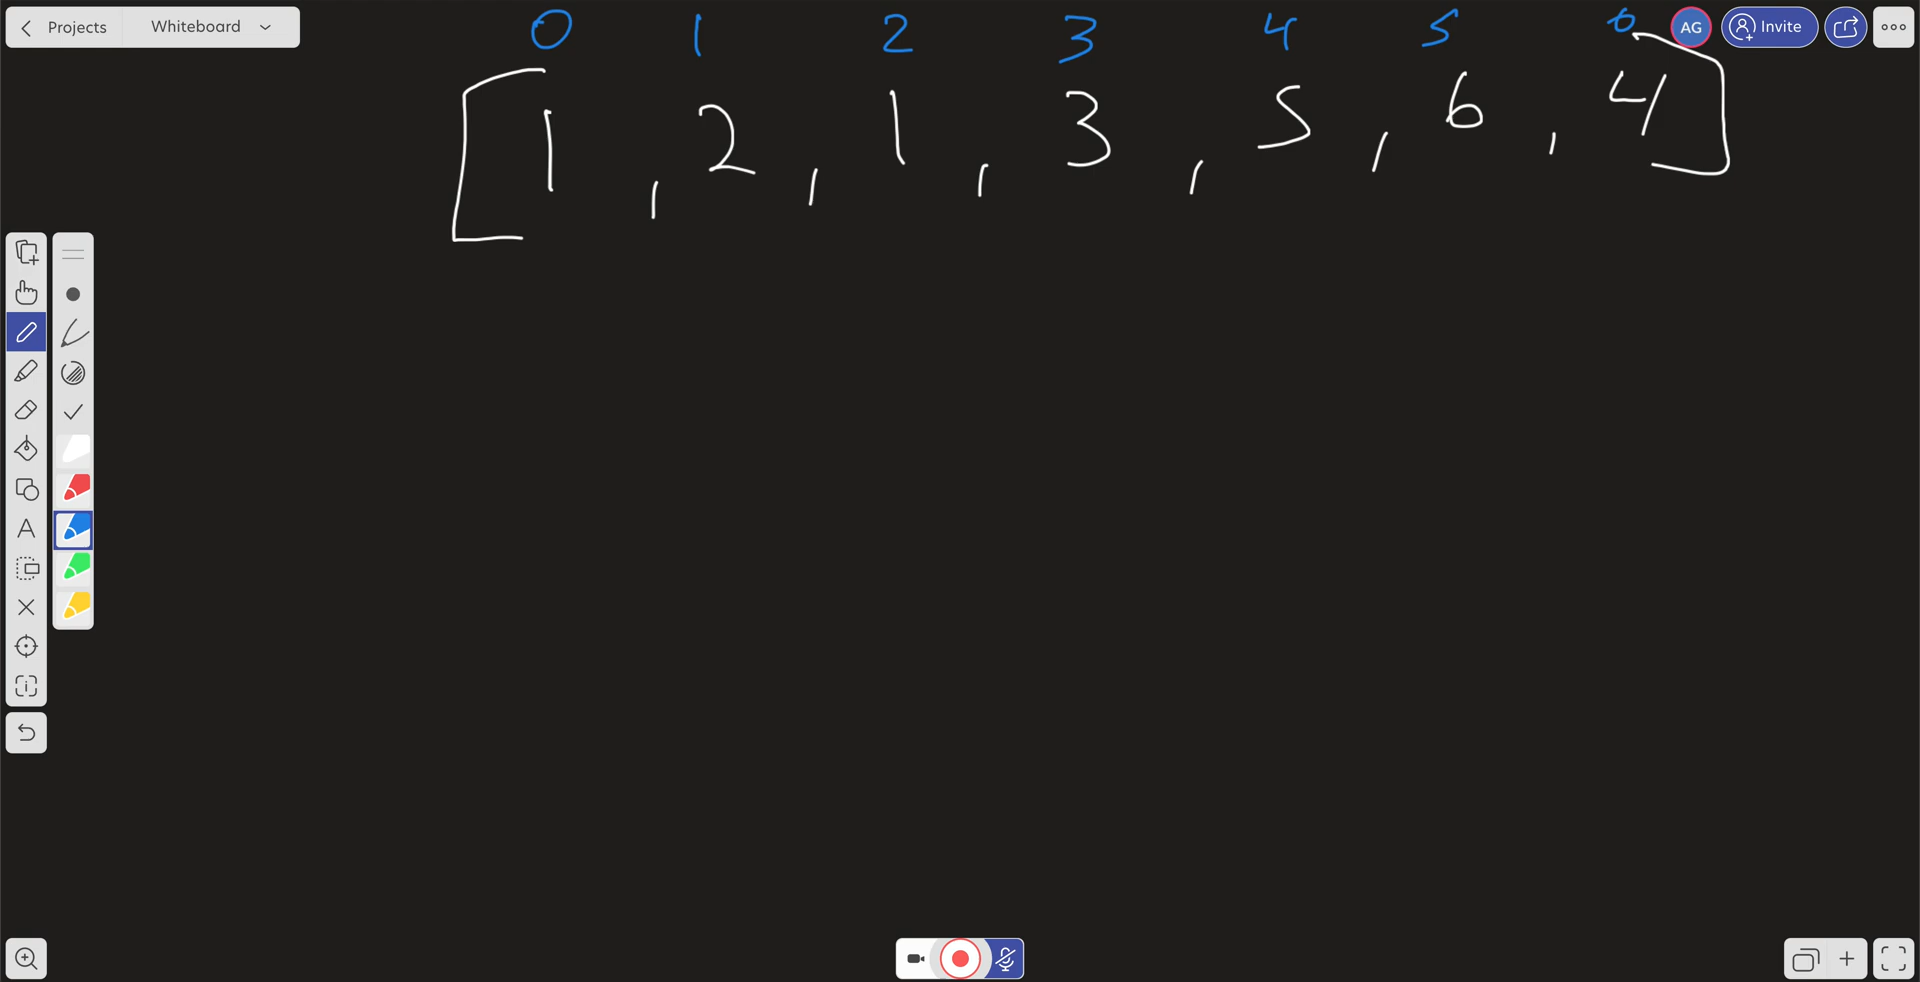 Projects Whiteboard
0 1 2 3 4 5 6
AG Invite
[1, 2, 1, 3, 5, 6, 4]
A